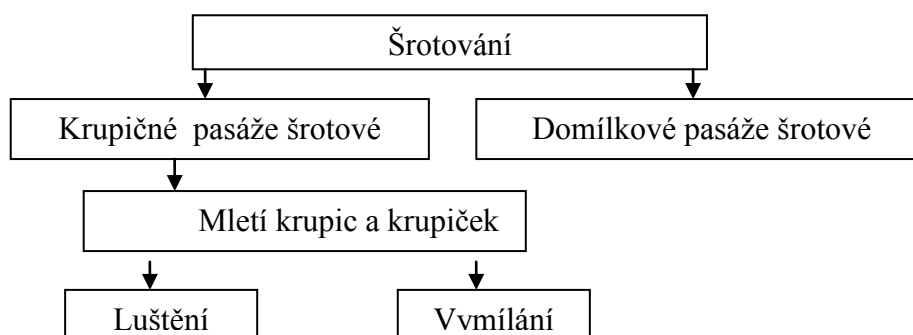 Šrotování
Krupičné pasáže šrotové
Domílkové pasáže šrotové
Mletí krupic a krupiček
Luštění
Vymílání